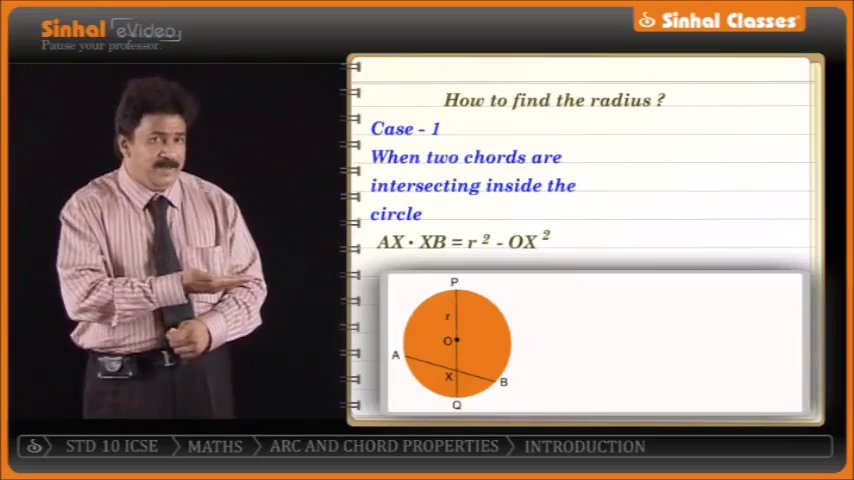 Sinhal eVideo
Pause your professor.
Sinhal Classes
How to find the radius ?
Case - 1
When two chords are
intersecting inside the
circle
AX · XB = r² - OX²
P
r
O
A
X
B
Q
STD 10 ICSE
MATHS
ARC AND CHORD PROPERTIES
INTRODUCTION